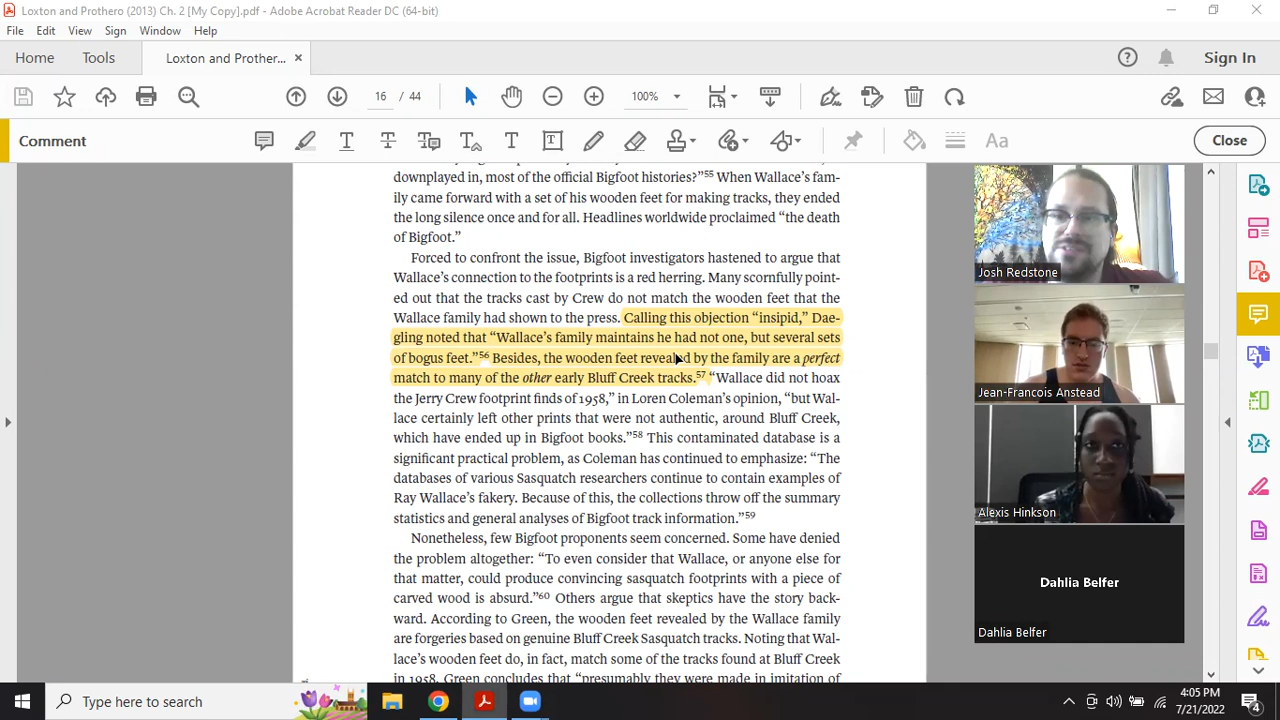 Loxton and Prothero (2013) Ch. 2 [My Copy].pdf - Adobe Acrobat Reader DC (64-bit)
File Edit View Sign Window Help
Home Tools Loxton and Prother... × Sign In
16 / 44 100%
Comment Close
downplayed in, most of the official Bigfoot histories?”55 When Wallace’s fam-
ily came forward with a set of his wooden feet for making tracks, they ended
the long silence once and for all. Headlines worldwide proclaimed “the death
of Bigfoot.”
Forced to confront the issue, Bigfoot investigators hastened to argue that
Wallace’s connection to the footprints is a red herring. Many scornfully point-
ed out that the tracks cast by Crew do not match the wooden feet that the
Wallace family had shown to the press. Calling this objection “insipid,” Dae-
gling noted that “Wallace’s family maintains he had not one, but several sets
of bogus feet.”56 Besides, the wooden feet revealed by the family are a perfect
match to many of the other early Bluff Creek tracks.57 “Wallace did not hoax
the Jerry Crew footprint finds of 1958,” in Loren Coleman’s opinion, “but Wal-
lace certainly left other prints that were not authentic, around Bluff Creek,
which have ended up in Bigfoot books.”58 This contaminated database is a
significant practical problem, as Coleman has continued to emphasize: “The
databases of various Sasquatch researchers continue to contain examples of
Ray Wallace’s fakery. Because of this, the collections throw off the summary
statistics and general analyses of Bigfoot track information.”59
Nonetheless, few Bigfoot proponents seem concerned. Some have denied
the problem altogether: “To even consider that Wallace, or anyone else for
that matter, could produce convincing sasquatch footprints with a piece of
carved wood is absurd.”60 Others argue that skeptics have the story back-
ward. According to Green, the wooden feet revealed by the Wallace family
are forgeries based on genuine Bluff Creek Sasquatch tracks. Noting that Wal-
lace’s wooden feet do, in fact, match some of the tracks found at Bluff Creek
in 1958, Green concludes that “presumably they were made in imitation of
Josh Redstone
Jean-Francois Anstead
Alexis Hinkson
Dahlia Belfer
Dahlia Belfer
Type here to search
4:05 PM
7/21/2022
4